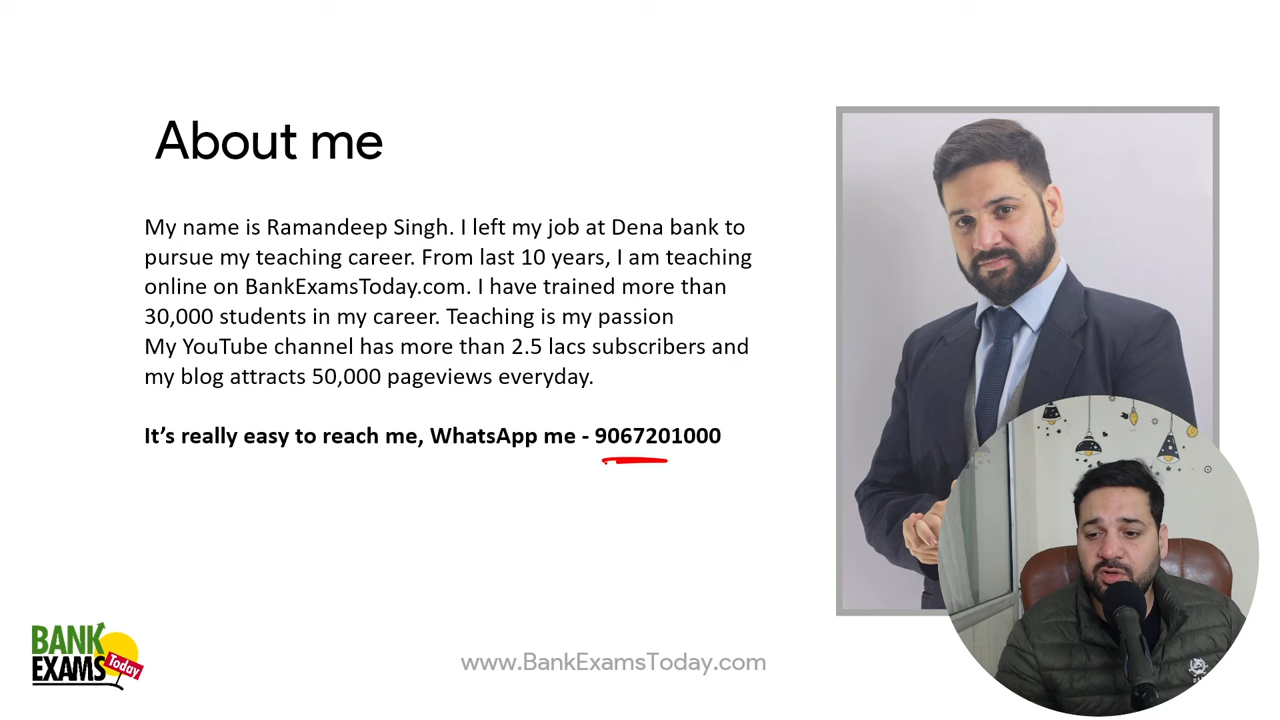 About me
My name is Ramandeep Singh. I left my job at Dena bank to
pursue my teaching career. From last 10 years, I am teaching
online on BankExamsToday.com. I have trained more than
30,000 students in my career. Teaching is my passion
My YouTube channel has more than 2.5 lacs subscribers and
my blog attracts 50,000 pageviews everyday.
It's really easy to reach me, WhatsApp me - 9067201000
BANK
EXAMS
Today
www.BankExamsToday.com